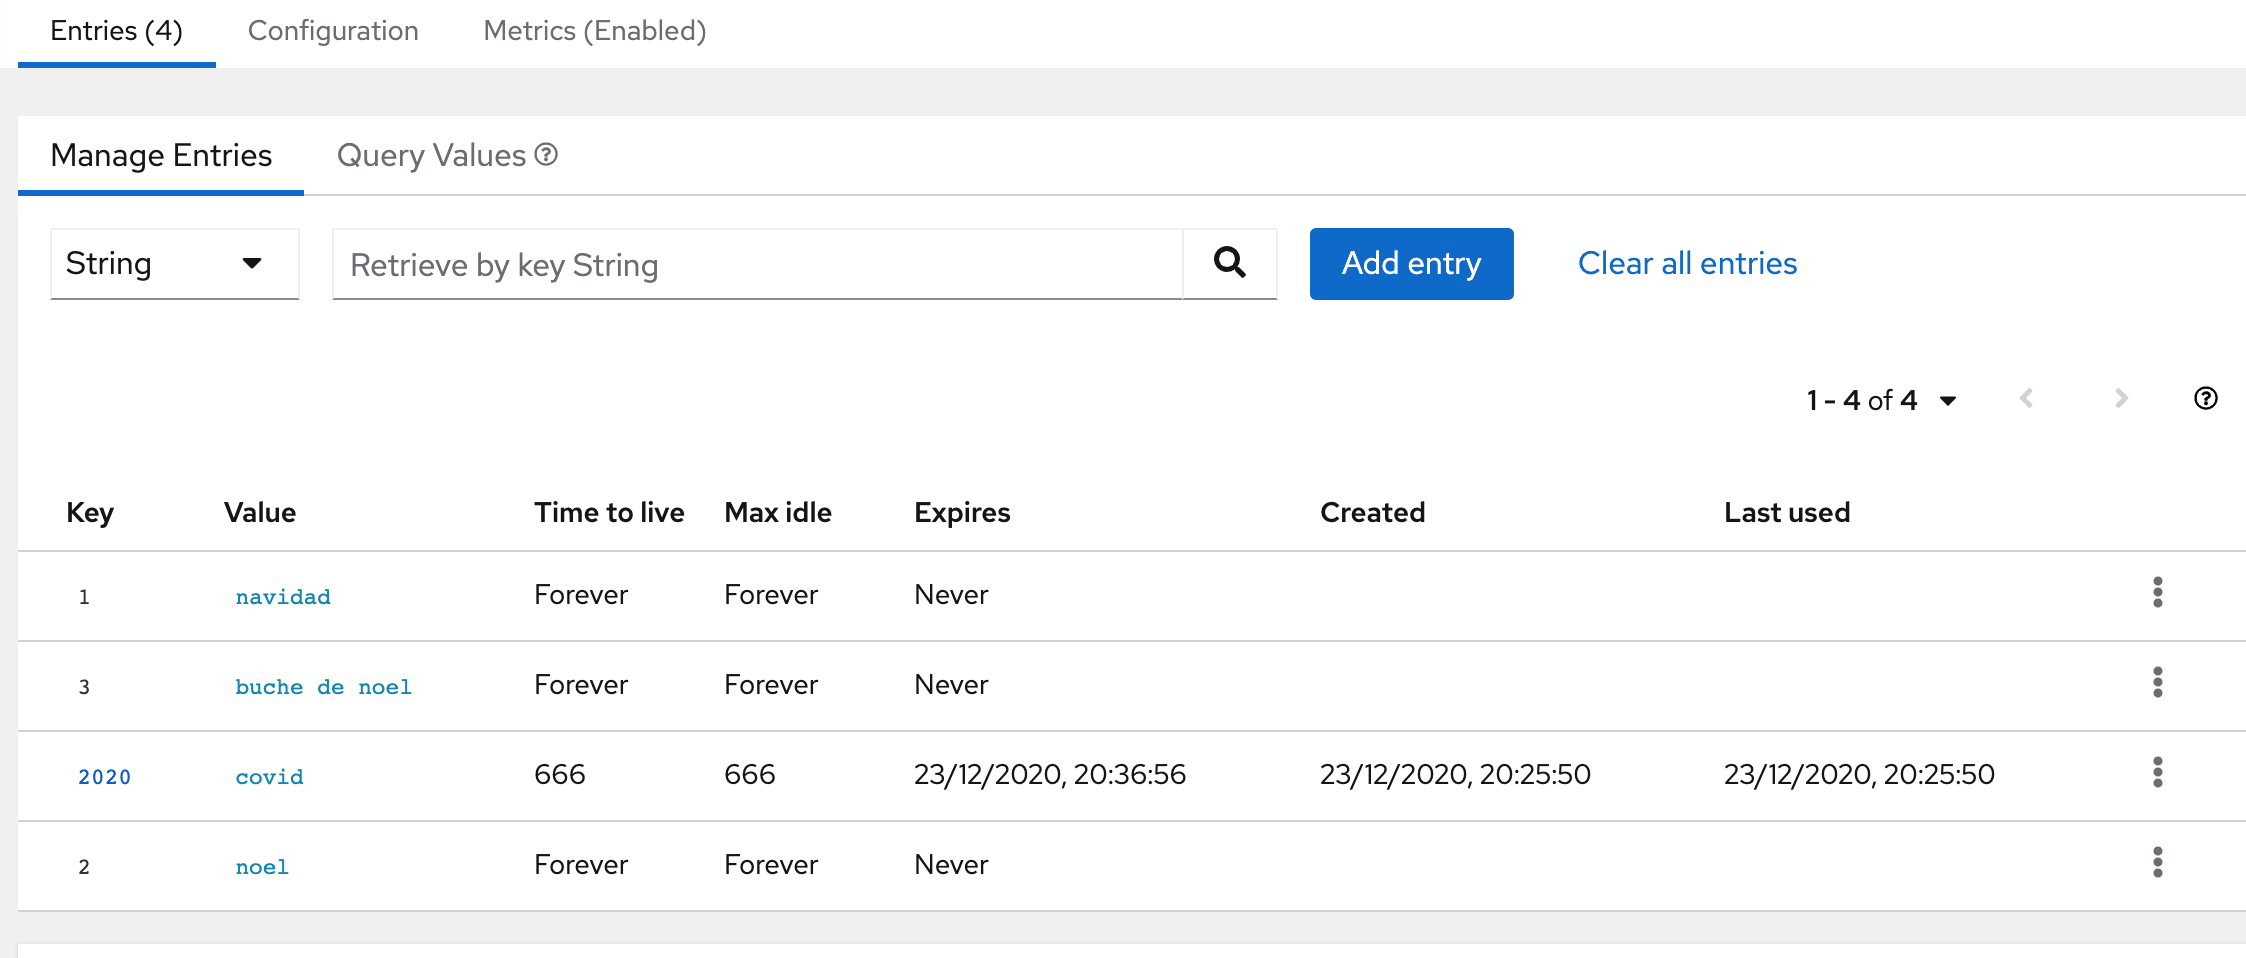 Entries (4) Configuration Metrics (Enabled)
Manage Entries Query Values
String Retrieve by key String Add entry Clear all entries
1 - 4 of 4
Key Value Time to live Max idle Expires Created Last used
1 navidad Forever Forever Never
3 buche de noel Forever Forever Never
2020 covid 666 666 23/12/2020, 20:36:56 23/12/2020, 20:25:50 23/12/2020, 20:25:50
2 noel Forever Forever Never